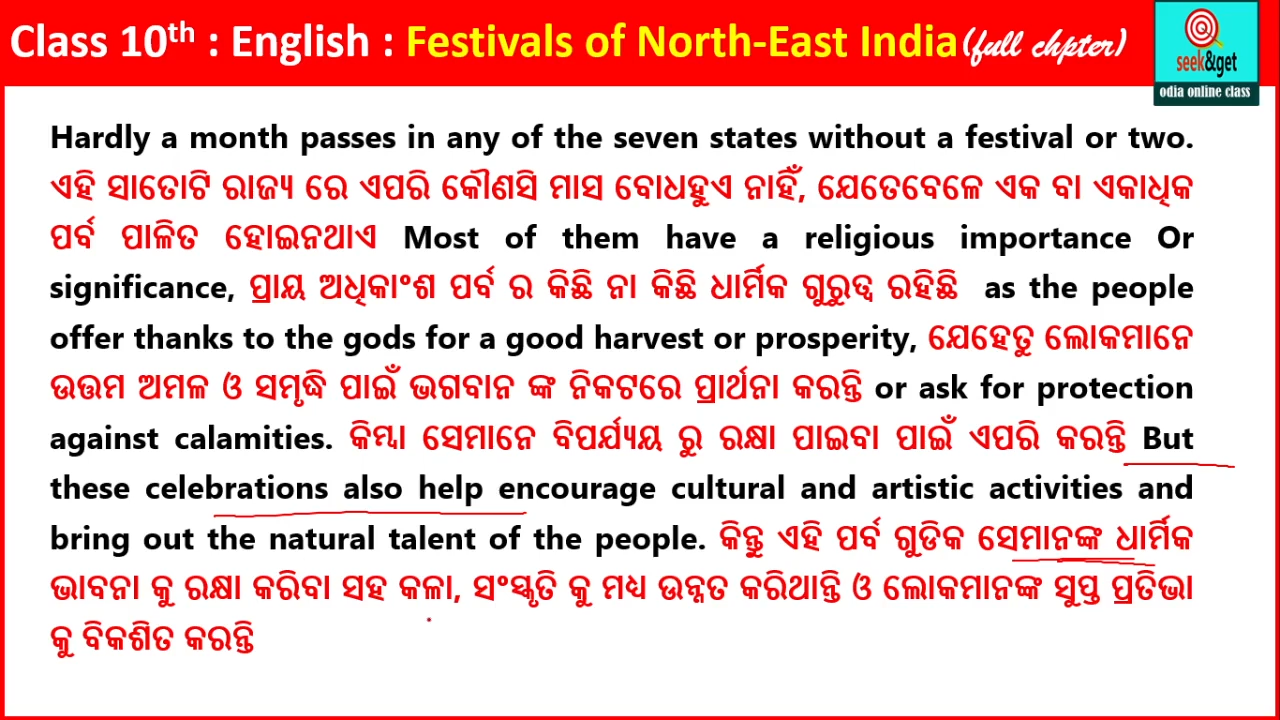 Class 10th : English : Festivals of North-East India(full chpter)
seek&get
odia online class
Hardly a month passes in any of the seven states without a festival or two.
ଏହି ସାତୋଟି ରାଜ୍ୟ ରେ ଏପରି କୌଣସି ମାସ ବୋଧହୁଏ ନାହିଁ, ଯେତେବେଳେ ଏକ ବା ଏକାଧିକ
ପର୍ବ ପାଳିତ ହୋଇନଥାଏ Most of them have a religious importance Or
significance, ପ୍ରାୟ ଅଧିକାଂଶ ପର୍ବ ର କିଛି ନା କିଛି ଧାର୍ମିକ ଗୁରୁତ୍ଵ ରହିଛି as the people
offer thanks to the gods for a good harvest or prosperity, ଯେହେତୁ ଲୋକମାନେ
ଉତ୍ତମ ଅମଳ ଓ ସମୃଦ୍ଧି ପାଇଁ ଭଗବାନ ଙ୍କ ନିକଟରେ ପ୍ରାର୍ଥନା କରନ୍ତି or ask for protection
against calamities. କିମ୍ବା ସେମାନେ ବିପର୍ଯ୍ୟୟ ରୁ ରକ୍ଷା ପାଇବା ପାଇଁ ଏପରି କରନ୍ତି But
these celebrations also help encourage cultural and artistic activities and
bring out the natural talent of the people. କିନ୍ତୁ ଏହି ପର୍ବ ଗୁଡିକ ସେମାନଙ୍କ ଧାର୍ମିକ
ଭାବନା କୁ ରକ୍ଷା କରିବା ସହ କଳା, ସଂସ୍କୃତି କୁ ମଧ୍ୟ ଉନ୍ନତ କରିଥାନ୍ତି ଓ ଲୋକମାନଙ୍କ ସୁପ୍ତ ପ୍ରତିଭା
କୁ ବିକଶିତ କରନ୍ତି